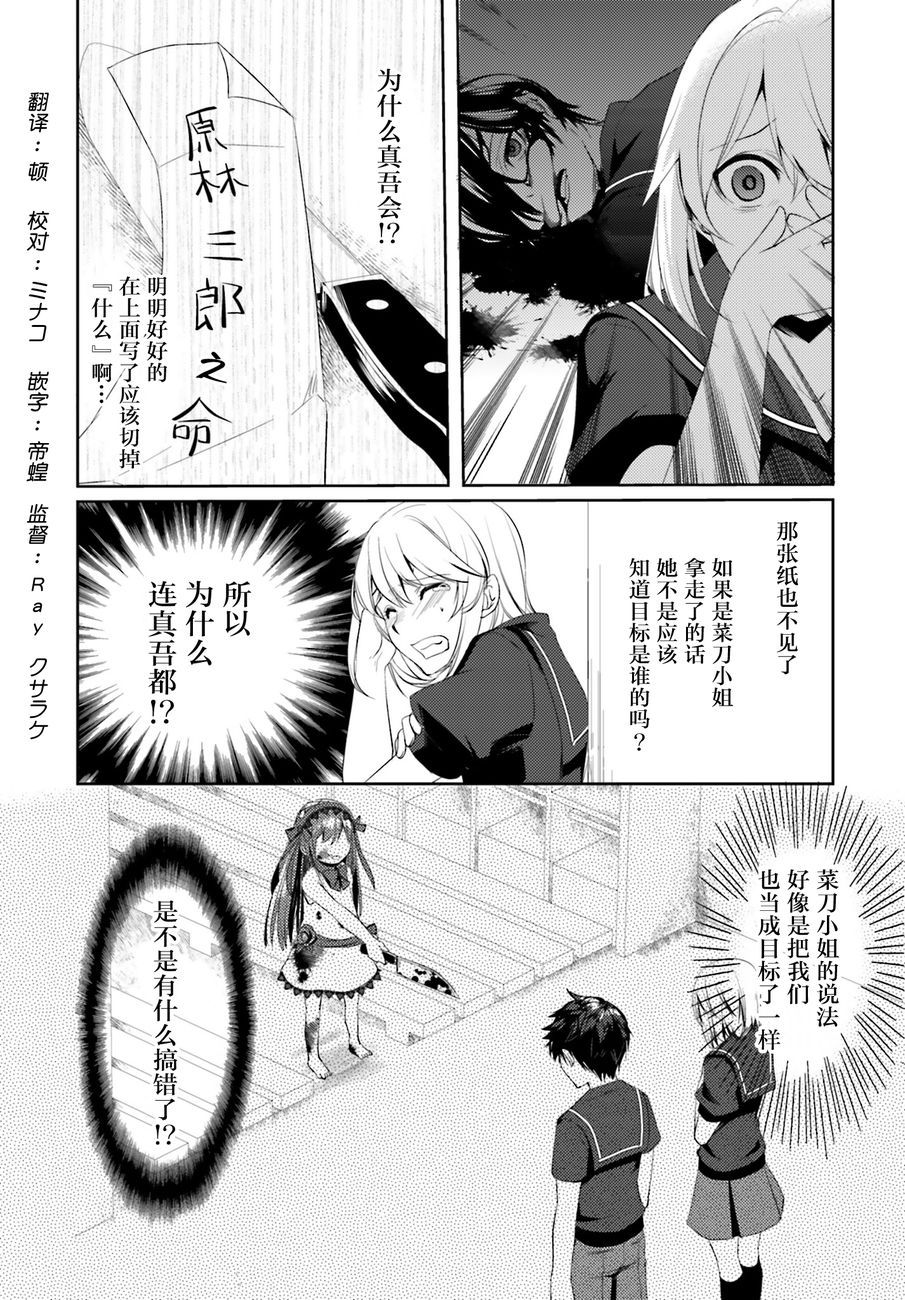 为什么真吾会!?
原林三郎之命
明明好好的
在上面写了应该切掉
『什么』啊…
那张纸也不见了
如果是菜刀小姐
拿走了的话
她不是应该
知道目标是谁的吗？
所以
为什么
连真吾都!?
菜刀小姐的说法
好像是把我们
也当成目标了一样
是不是有什么搞错了!?
翻译：顿 校对：ミナコ 嵌字：帝蝗 监督：Rayクサラケ